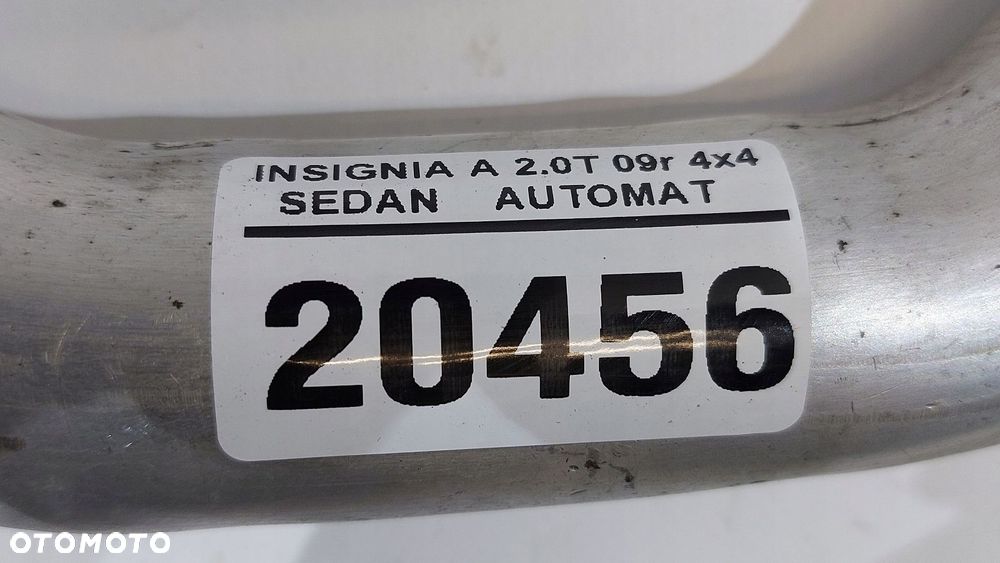 INSIGNIA A 2.0T 09r 4x4
SEDAN AUTOMAT
20456
OTOMOTO